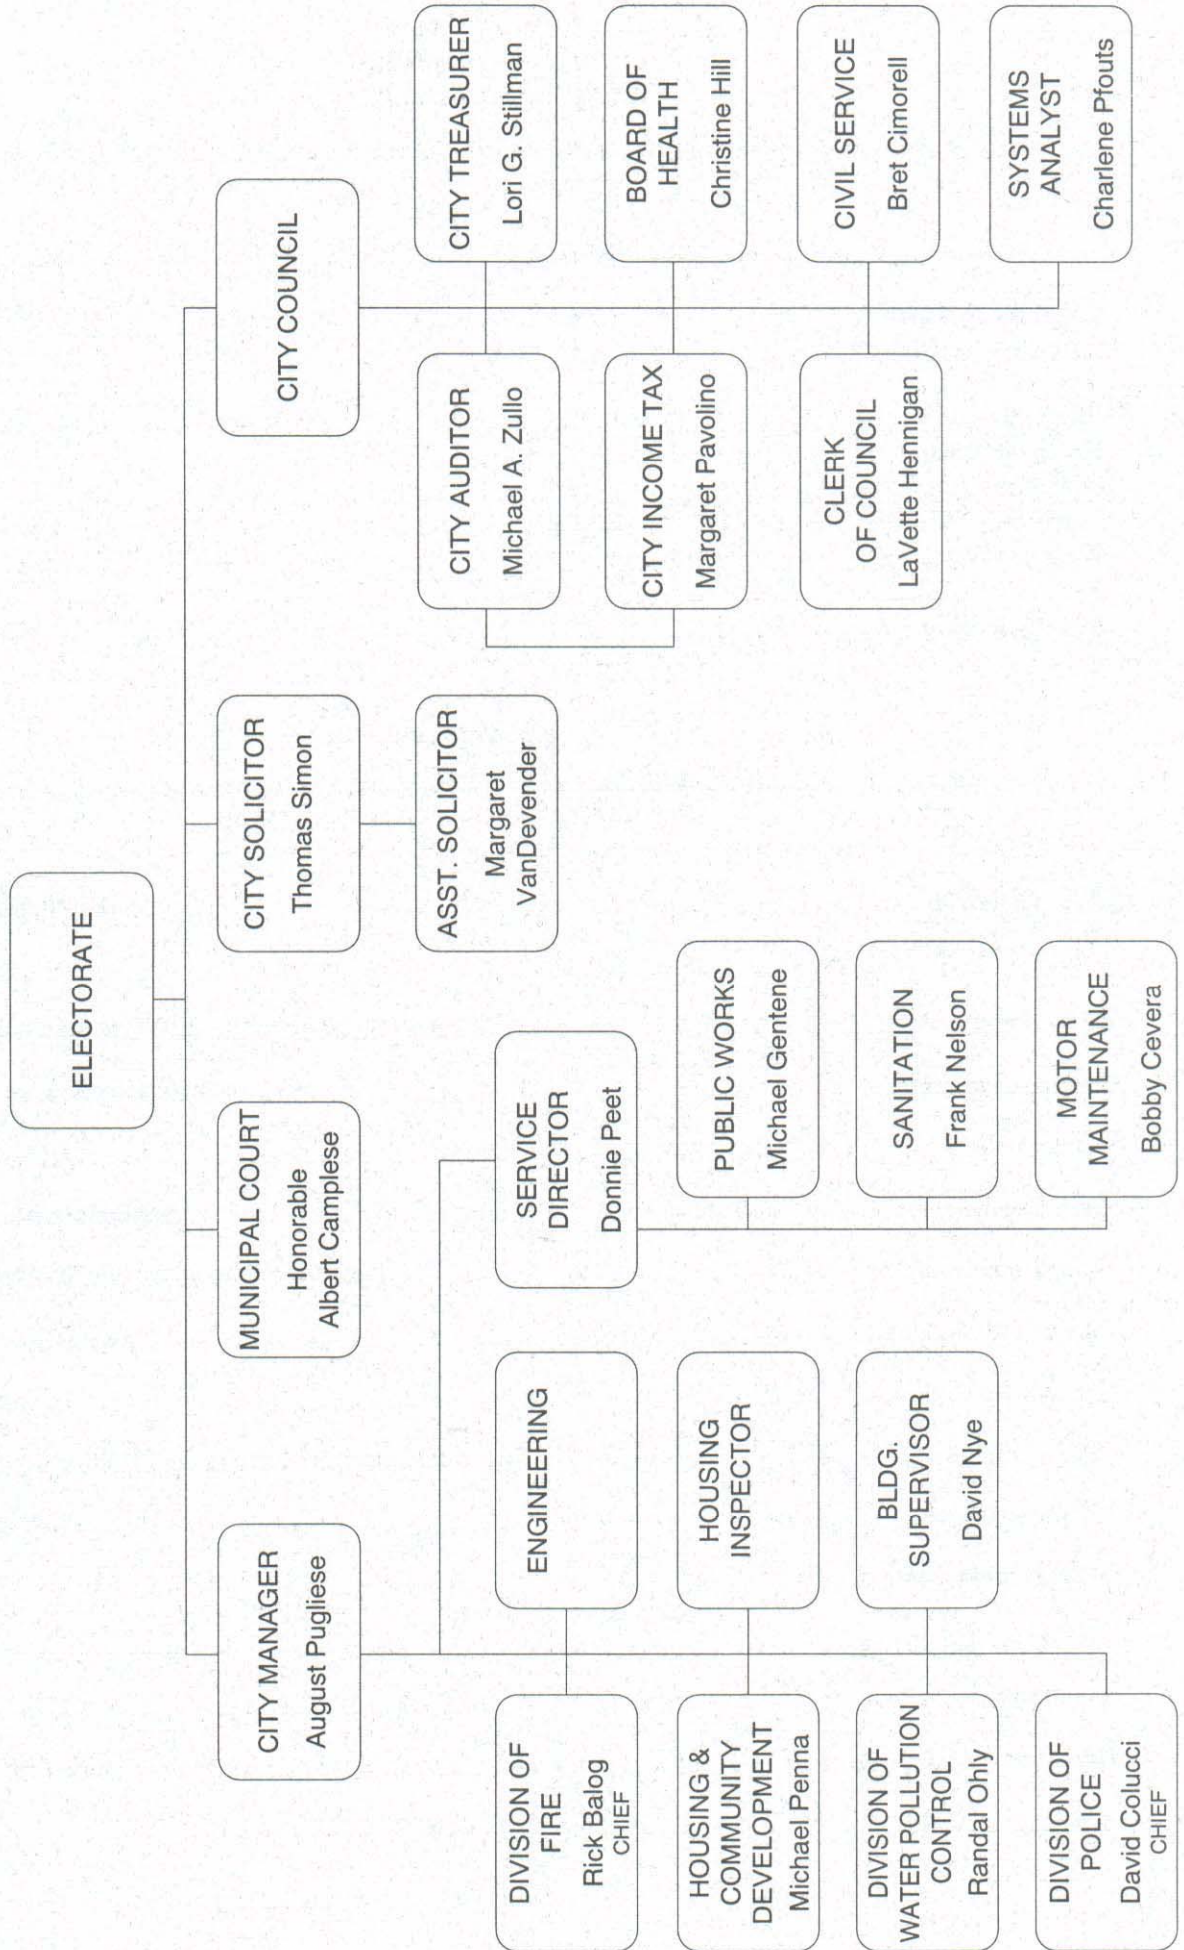 ELECTORATE
CITY MANAGER
August Pugliese
MUNICIPAL COURT
Honorable
Albert Camplese
CITY SOLICITOR
Thomas Simon
CITY COUNCIL
ASST. SOLICITOR
Margaret
VanDevender
CITY AUDITOR
Michael A. Zullo
CITY TREASURER
Lori G. Stillman
CITY INCOME TAX
Margaret Pavolino
BOARD OF
HEALTH
Christine Hill
CLERK
OF COUNCIL
LaVette Hennigan
CIVIL SERVICE
Bret Cimorell
SYSTEMS
ANALYST
Charlene Pfouts
DIVISION OF
FIRE
Rick Balog
CHIEF
ENGINEERING
SERVICE
DIRECTOR
Donnie Peet
HOUSING &
COMMUNITY
DEVELOPMENT
Michael Penna
HOUSING
INSPECTOR
PUBLIC WORKS
Michael Gentene
DIVISION OF
WATER POLLUTION
CONTROL
Randal Ohly
BLDG.
SUPERVISOR
David Nye
SANITATION
Frank Nelson
DIVISION OF
POLICE
David Colucci
CHIEF
MOTOR
MAINTENANCE
Bobby Cevera